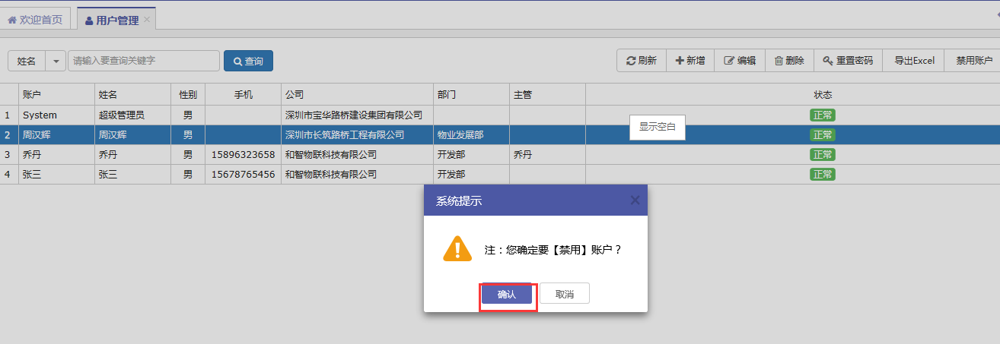 欢迎首页 用户管理
姓名 请输入要查询关键字 查询 刷新 新增 编辑 删除 重置密码 导出Excel 禁用账户
账户 姓名 性别 手机 公司 部门 主管 状态
1 System 超级管理员 男 深圳市宝华路桥建设集团有限公司 正常
显示空白
2 周汉辉 周汉辉 男 深圳市长筑路桥工程有限公司 物业发展部 正常
3 乔丹 乔丹 男 15896323658 和智物联科技有限公司 开发部 乔丹 正常
4 张三 张三 男 15678765456 和智物联科技有限公司 开发部 正常
系统提示
注：您确定要【禁用】账户？
确认 取消